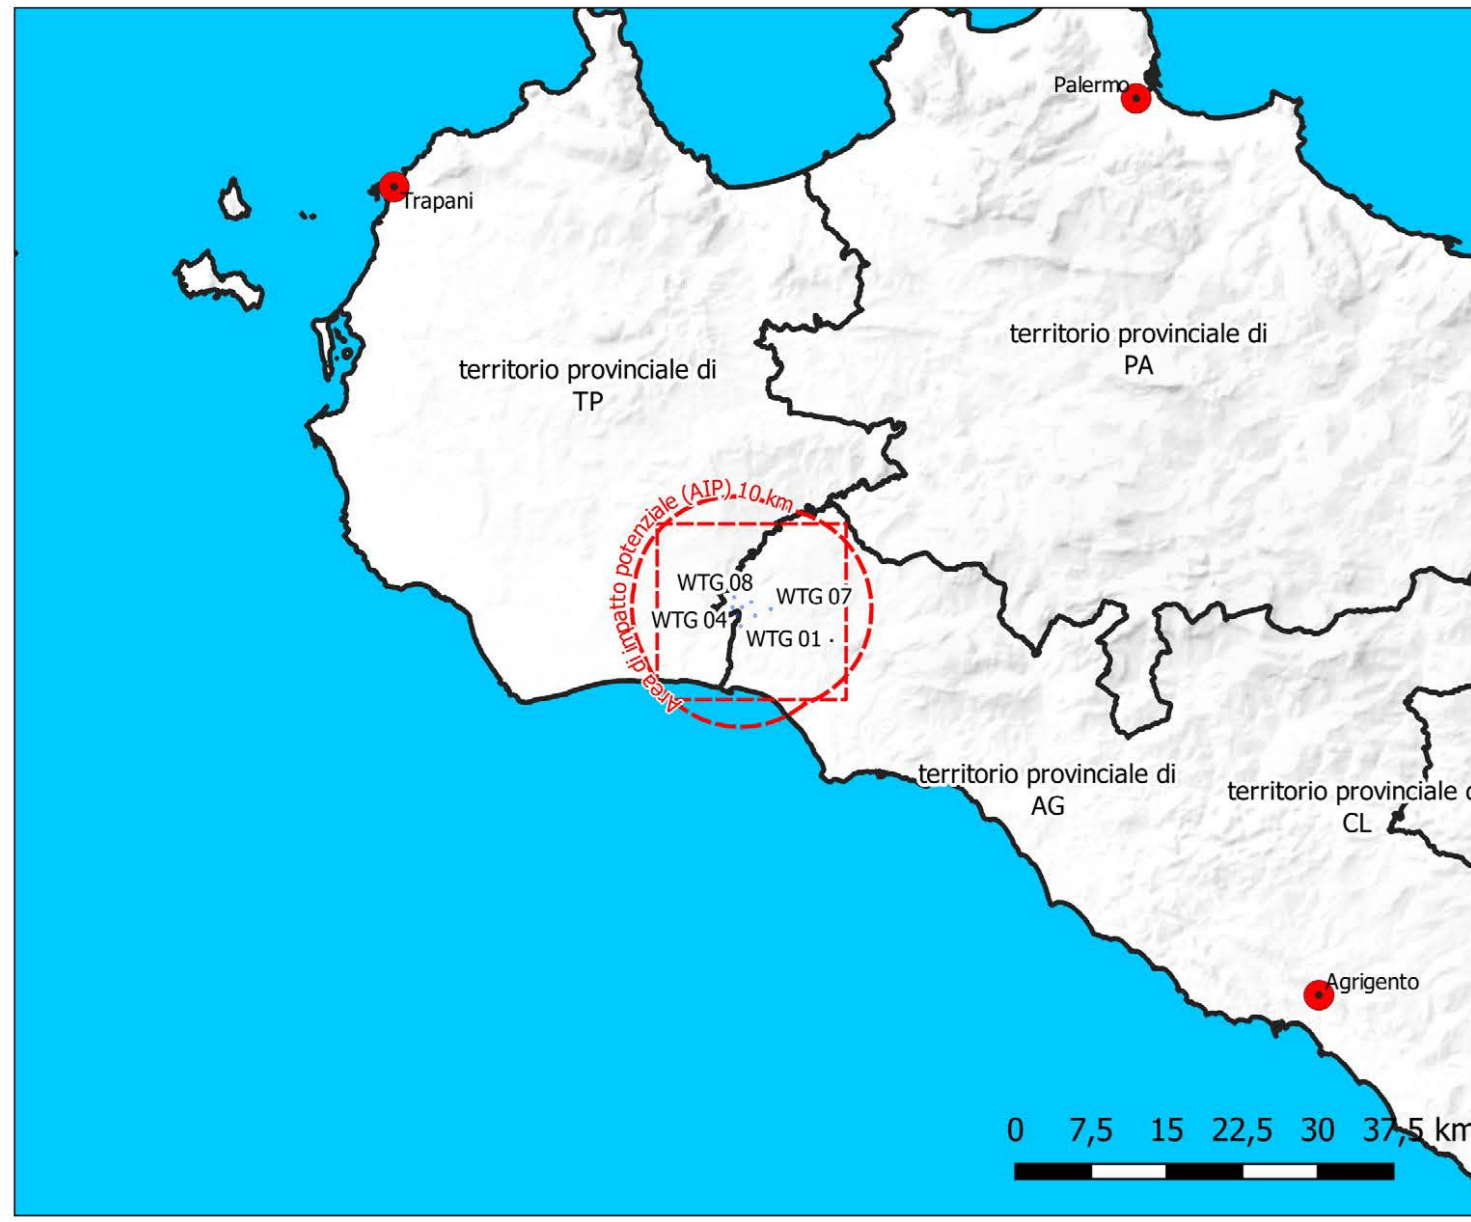 Palermo
Trapani
territorio provinciale di
PA
territorio provinciale di
TP
Area di impatto potenziale (AIP) 10 km
WTG 08
WTG 07
WTG 04
WTG 01
territorio provinciale di
AG
territorio provinciale
CL
Agrigento
0 7,5 15 22,5 30 37,5 km